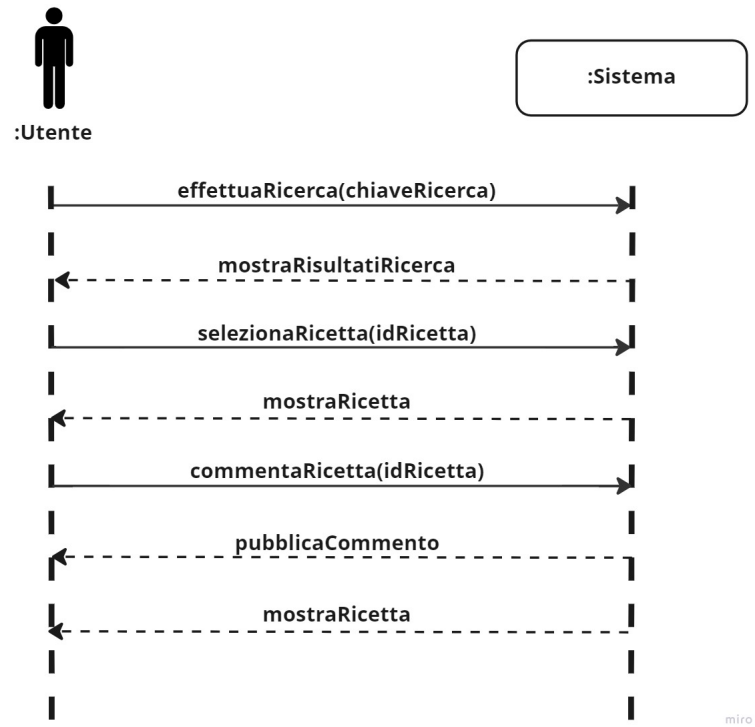 :Utente
:Sistema
effettuaRicerca(chiaveRicerca)
mostraRisultatiRicerca
selezionaRicetta(idRicetta)
mostraRicetta
commentaRicetta(idRicetta)
pubblicaCommento
mostraRicetta
miro